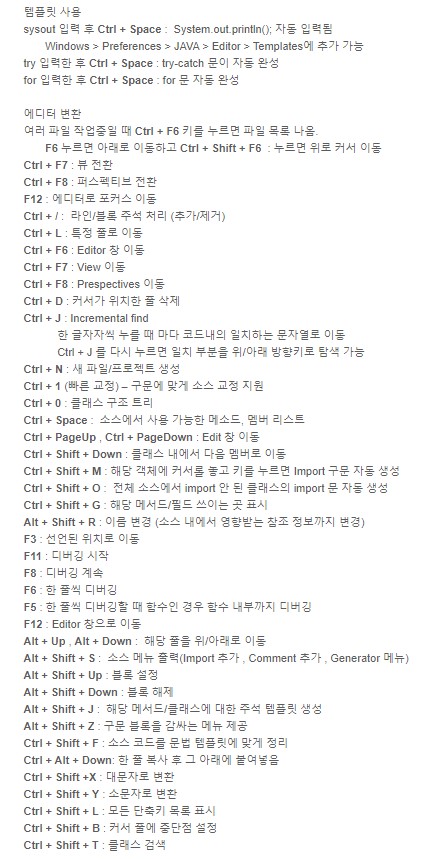 템플릿 사용
sysout 입력 후 Ctrl + Space : System.out.println(); 자동 입력됨
Windows > Preferences > JAVA > Editor > Templates에 추가 가능
try 입력한 후 Ctrl + Space : try-catch 문이 자동 완성
for 입력한 후 Ctrl + Space : for 문 자동 완성
에디터 변환
여러 파일 작업중일 때 Ctrl + F6 키를 누르면 파일 목록 나옴.
F6 누르면 아래로 이동하고 Ctrl + Shift + F6 : 누르면 위로 커서 이동
Ctrl + F7 : 뷰 전환
Ctrl + F8 : 퍼스펙티브 전환
F12 : 에디터로 포커스 이동
Ctrl + / : 라인/블록 주석 처리 (추가/제거)
Ctrl + L : 특정 줄로 이동
Ctrl + F6 : Editor 창 이동
Ctrl + F7 : View 이동
Ctrl + F8 : Prespectives 이동
Ctrl + D : 커서가 위치한 줄 삭제
Ctrl + J : Incremental find
한 글자자씩 누를 때 마다 코드내의 일치하는 문자열로 이동
Ctrl + J 를 다시 누르면 일치 부분을 위/아래 방향키로 탐색 가능
Ctrl + N : 새 파일/프로젝트 생성
Ctrl + 1 (빠른 교정) – 구문에 맞게 소스 교정 지원
Ctrl + 0 : 클래스 구조 트리
Ctrl + Space : 소스에서 사용 가능한 메소드, 멤버 리스트
Ctrl + PageUp , Ctrl + PageDown : Edit 창 이동
Ctrl + Shift + Down : 클래스 내에서 다음 멤버로 이동
Ctrl + Shift + M : 해당 객체에 커서를 놓고 키를 누르면 Import 구문 자동 생성
Ctrl + Shift + O : 전체 소스에서 import 안 된 클래스의 import 문 자동 생성
Ctrl + Shift + G : 해당 메서드/필드 쓰이는 곳 표시
Alt + Shift + R : 이름 변경 (소스 내에서 영향받는 참조 정보까지 변경)
F3 : 선언된 위치로 이동
F11 : 디버깅 시작
F8 : 디버깅 계속
F6 : 한 줄씩 디버깅
F5 : 한 줄씩 디버깅할 때 함수인 경우 함수 내부까지 디버깅
F12 : Editor 창으로 이동
Alt + Up , Alt + Down : 해당 줄을 위/아래로 이동
Alt + Shift + S : 소스 메뉴 출력(Import 추가 , Comment 추가 , Generator 메뉴)
Alt + Shift + Up : 블록 설정
Alt + Shift + Down : 블록 해제
Alt + Shift + J : 해당 메서드/클래스에 대한 주석 템플릿 생성
Alt + Shift + Z : 구문 블록을 감싸는 메뉴 제공
Ctrl + Shift + F : 소스 코드를 문법 템플릿에 맞게 정리
Ctrl + Alt + Down: 한 줄 복사 후 그 아래에 붙여넣음
Ctrl + Shift +X : 대문자로 변환
Ctrl + Shift + Y : 소문자로 변환
Ctrl + Shift + L : 모든 단축키 목록 표시
Ctrl + Shift + B : 커서 줄에 중단점 설정
Ctrl + Shift + T : 클래스 검색